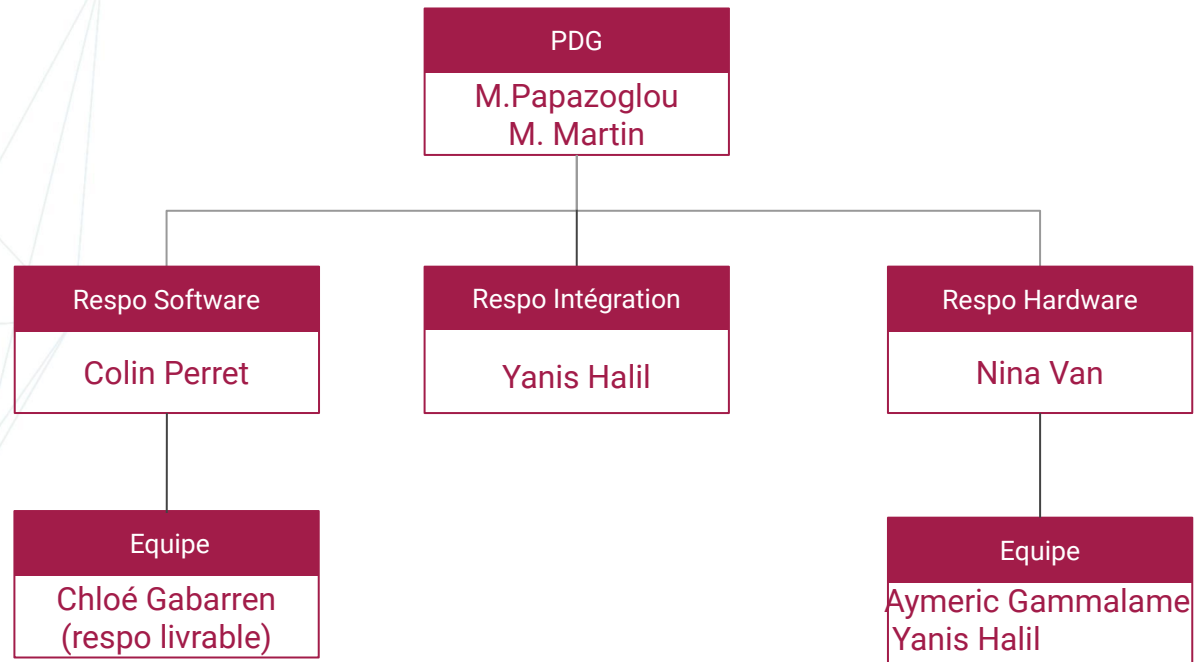 PDG
M.Papazoglou
M. Martin
Respo Software
Colin Perret
Respo Intégration
Yanis Halil
Respo Hardware
Nina Van
Equipe
Chloé Gabarren
(respo livrable)
Equipe
Aymeric Gammalame
Yanis Halil